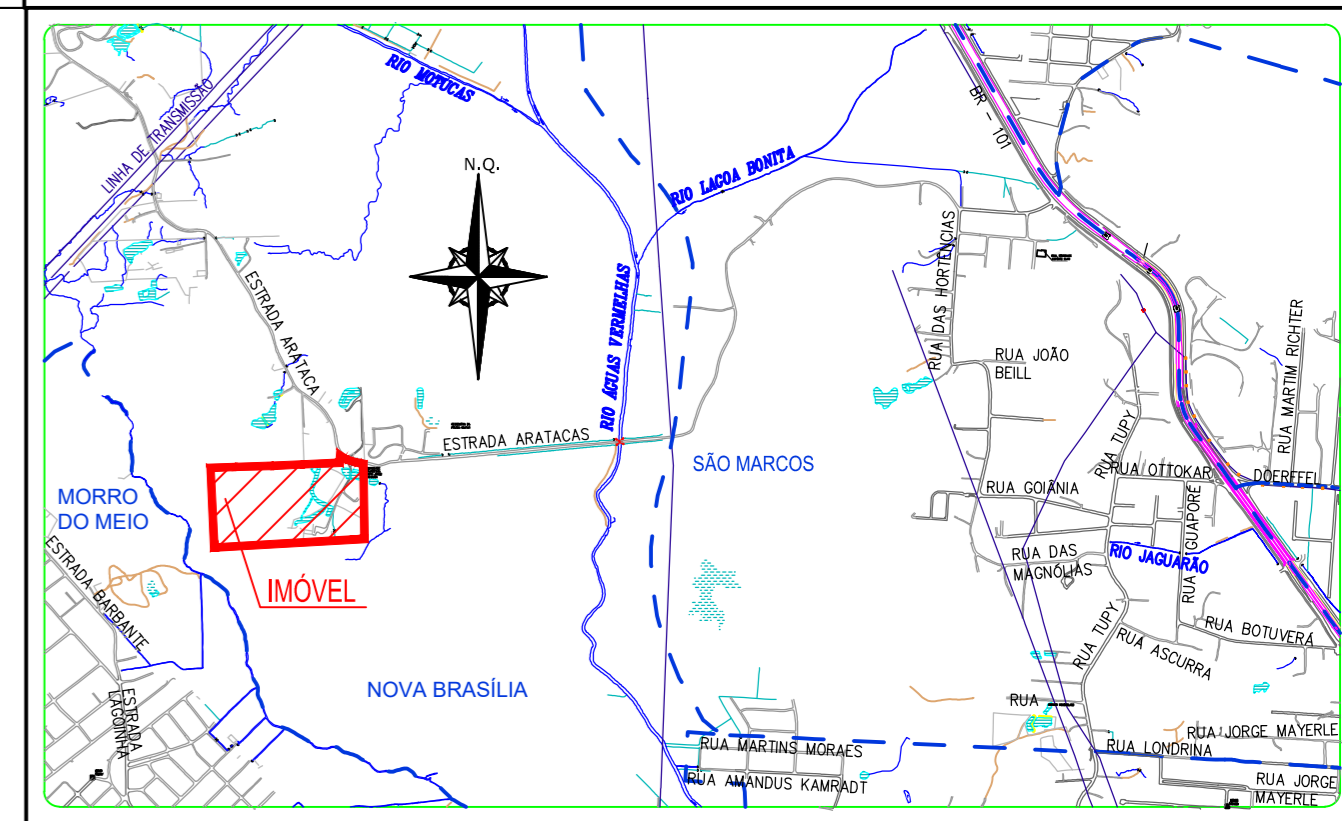 RIO MOTUCAS
LINHA DE TRANSMISSÃO
BR - 101
N.Q.
RIO LAGOA BONITA
RUA DAS HORTENCIAS
ESTRADA ARATACA
RIO AGUAS VERMELHAS
RUA MARTIM RICHTER
RUA JOÃO
BEILL
RUA TUPY
ESTRADA ARATACAS
SÃO MARCOS
RUA OTTOKAR
DOERFFEL
RUA GOIÂNIA
RUA GUAPORÉ
MORRO
DO MEIO
RUA DAS
MAGNÓLIAS
RIO JAGUARÃO
ESTRADA BARBANTE
IMÓVEL
RUA TUPY
RUA ASCURRA
RUA BOTUVERÁ
NOVA BRASÍLIA
ESTRADA
LAGOINHA
RUA
RUA JORGE MAYERLE
RUA MARTINS MORAES
RUA LONDRINA
RUA AMANDUS KAMRADT
RUA JORGE
MAYERLE